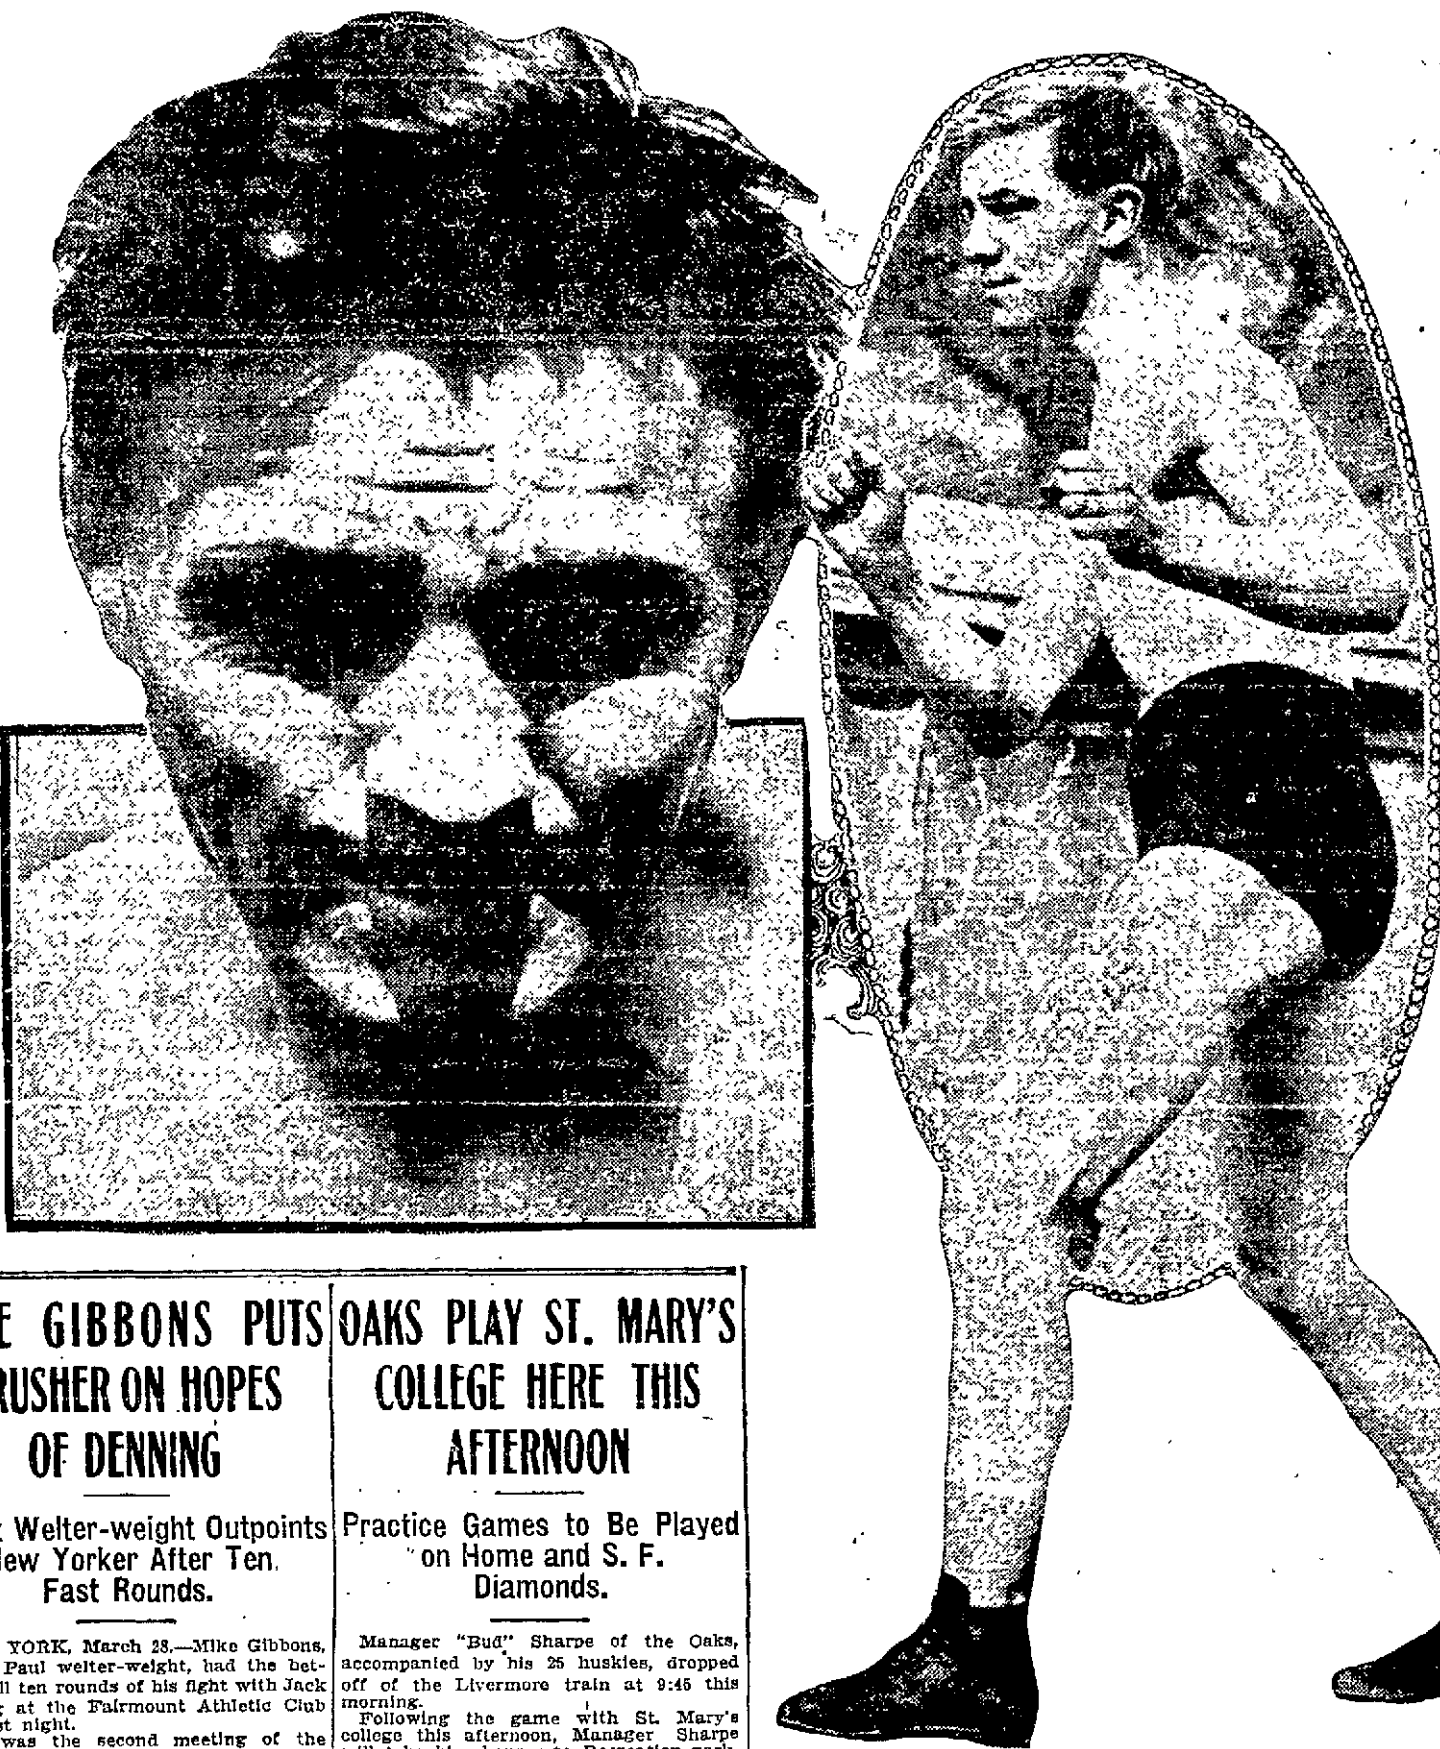 GIBBONS PUTS
ON HOPES
OF DENNING
Welter-weight Outpoints
Yorker After Ten
Fast Rounds.
YORK, March 28.—Mike Gibbons,
Paul welter-weight, had the bet-
ten rounds of his fight with Jack
at the Fairmount Athletic Club
night.
was the second meeting of the
OAKS PLAY ST. MARY'S
COLLEGE HERE THIS
AFTERNOON
Practice Games to Be Played
on Home and S. F.
Diamonds.
Manager "Bud" Sharpe of the Oaks,
accompanied by his 25 huskies, dropped
off of the Livermore train at 9:45 this
morning.
Following the game with St. Mary's
college this afternoon, Manager Sharpe